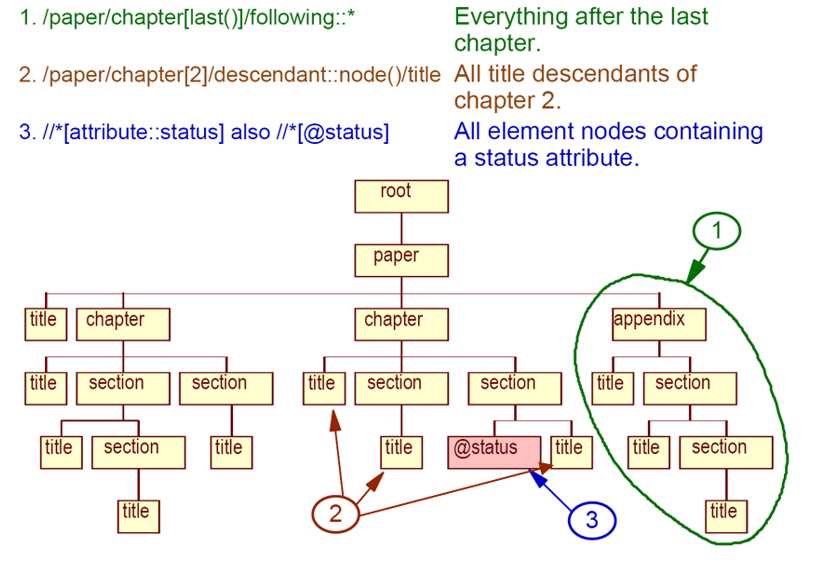 1. /paper/chapter[last()]/following::*
Everything after the last
chapter.
2. /paper/chapter[2]/descendant::node()/title
All title descendants of
chapter 2.
3. //*[attribute::status] also //*[@status]
All element nodes containing
a status attribute.
root
1
paper
title chapter chapter appendix
title section section title section section title section
title section title title @status title title section
title 2 3 title